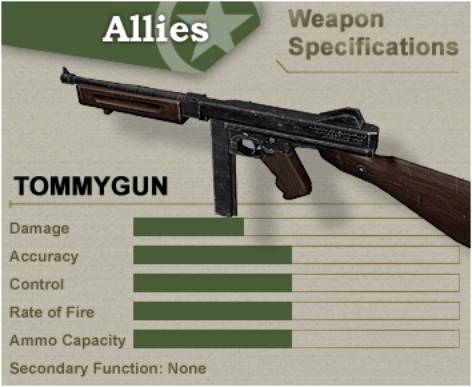 Allies
Weapon
Specifications
TOMMYGUN
Damage
Accuracy
Control
Rate of Fire
Ammo Capacity
Secondary Function: None